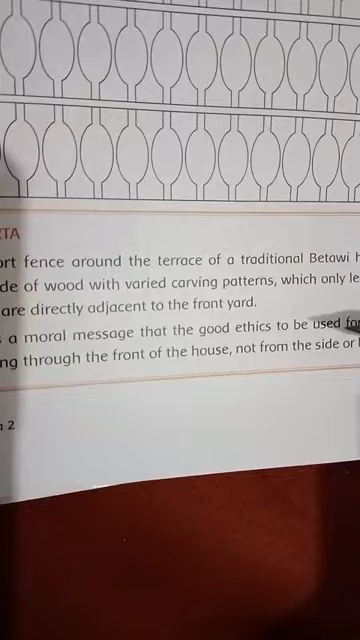 TA
ort fence around the terrace of a traditional Betawi
de of wood with varied carving patterns, which only le
are directly adjacent to the front yard.
a moral message that the good ethics to be used for
ng through the front of the house, not from the side or
2